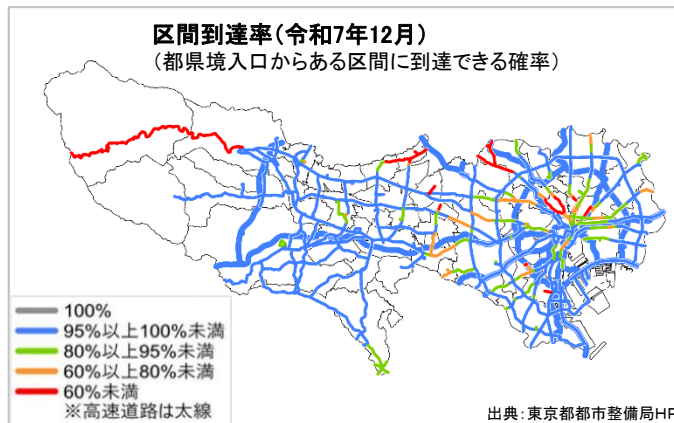 区間到達率(令和7年12月)
(都県境入口からある区間に到達できる確率)
100%
95%以上100%未満
80%以上95%未満
60%以上80%未満
60%未満
※高速道路は太線
出典:東京都都市整備局HP